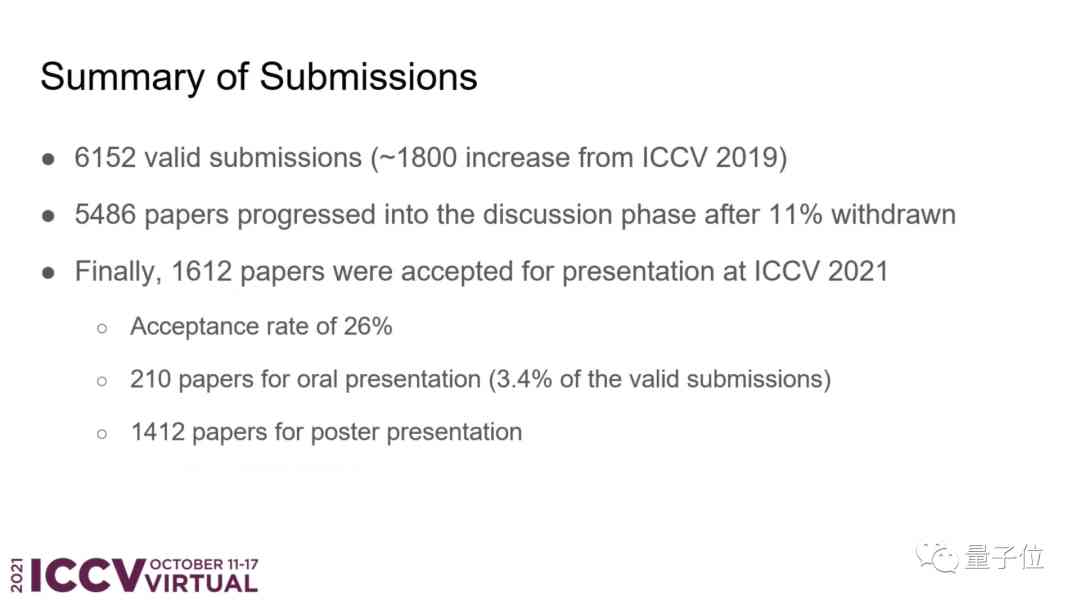 Summary of Submissions
● 6152 valid submissions (~1800 increase from ICCV 2019)
● 5486 papers progressed into the discussion phase after 11% withdrawn
● Finally, 1612 papers were accepted for presentation at ICCV 2021
○ Acceptance rate of 26%
○ 210 papers for oral presentation (3.4% of the valid submissions)
○ 1412 papers for poster presentation
2021 ICCV OCTOBER 11-17
VIRTUAL
量子位